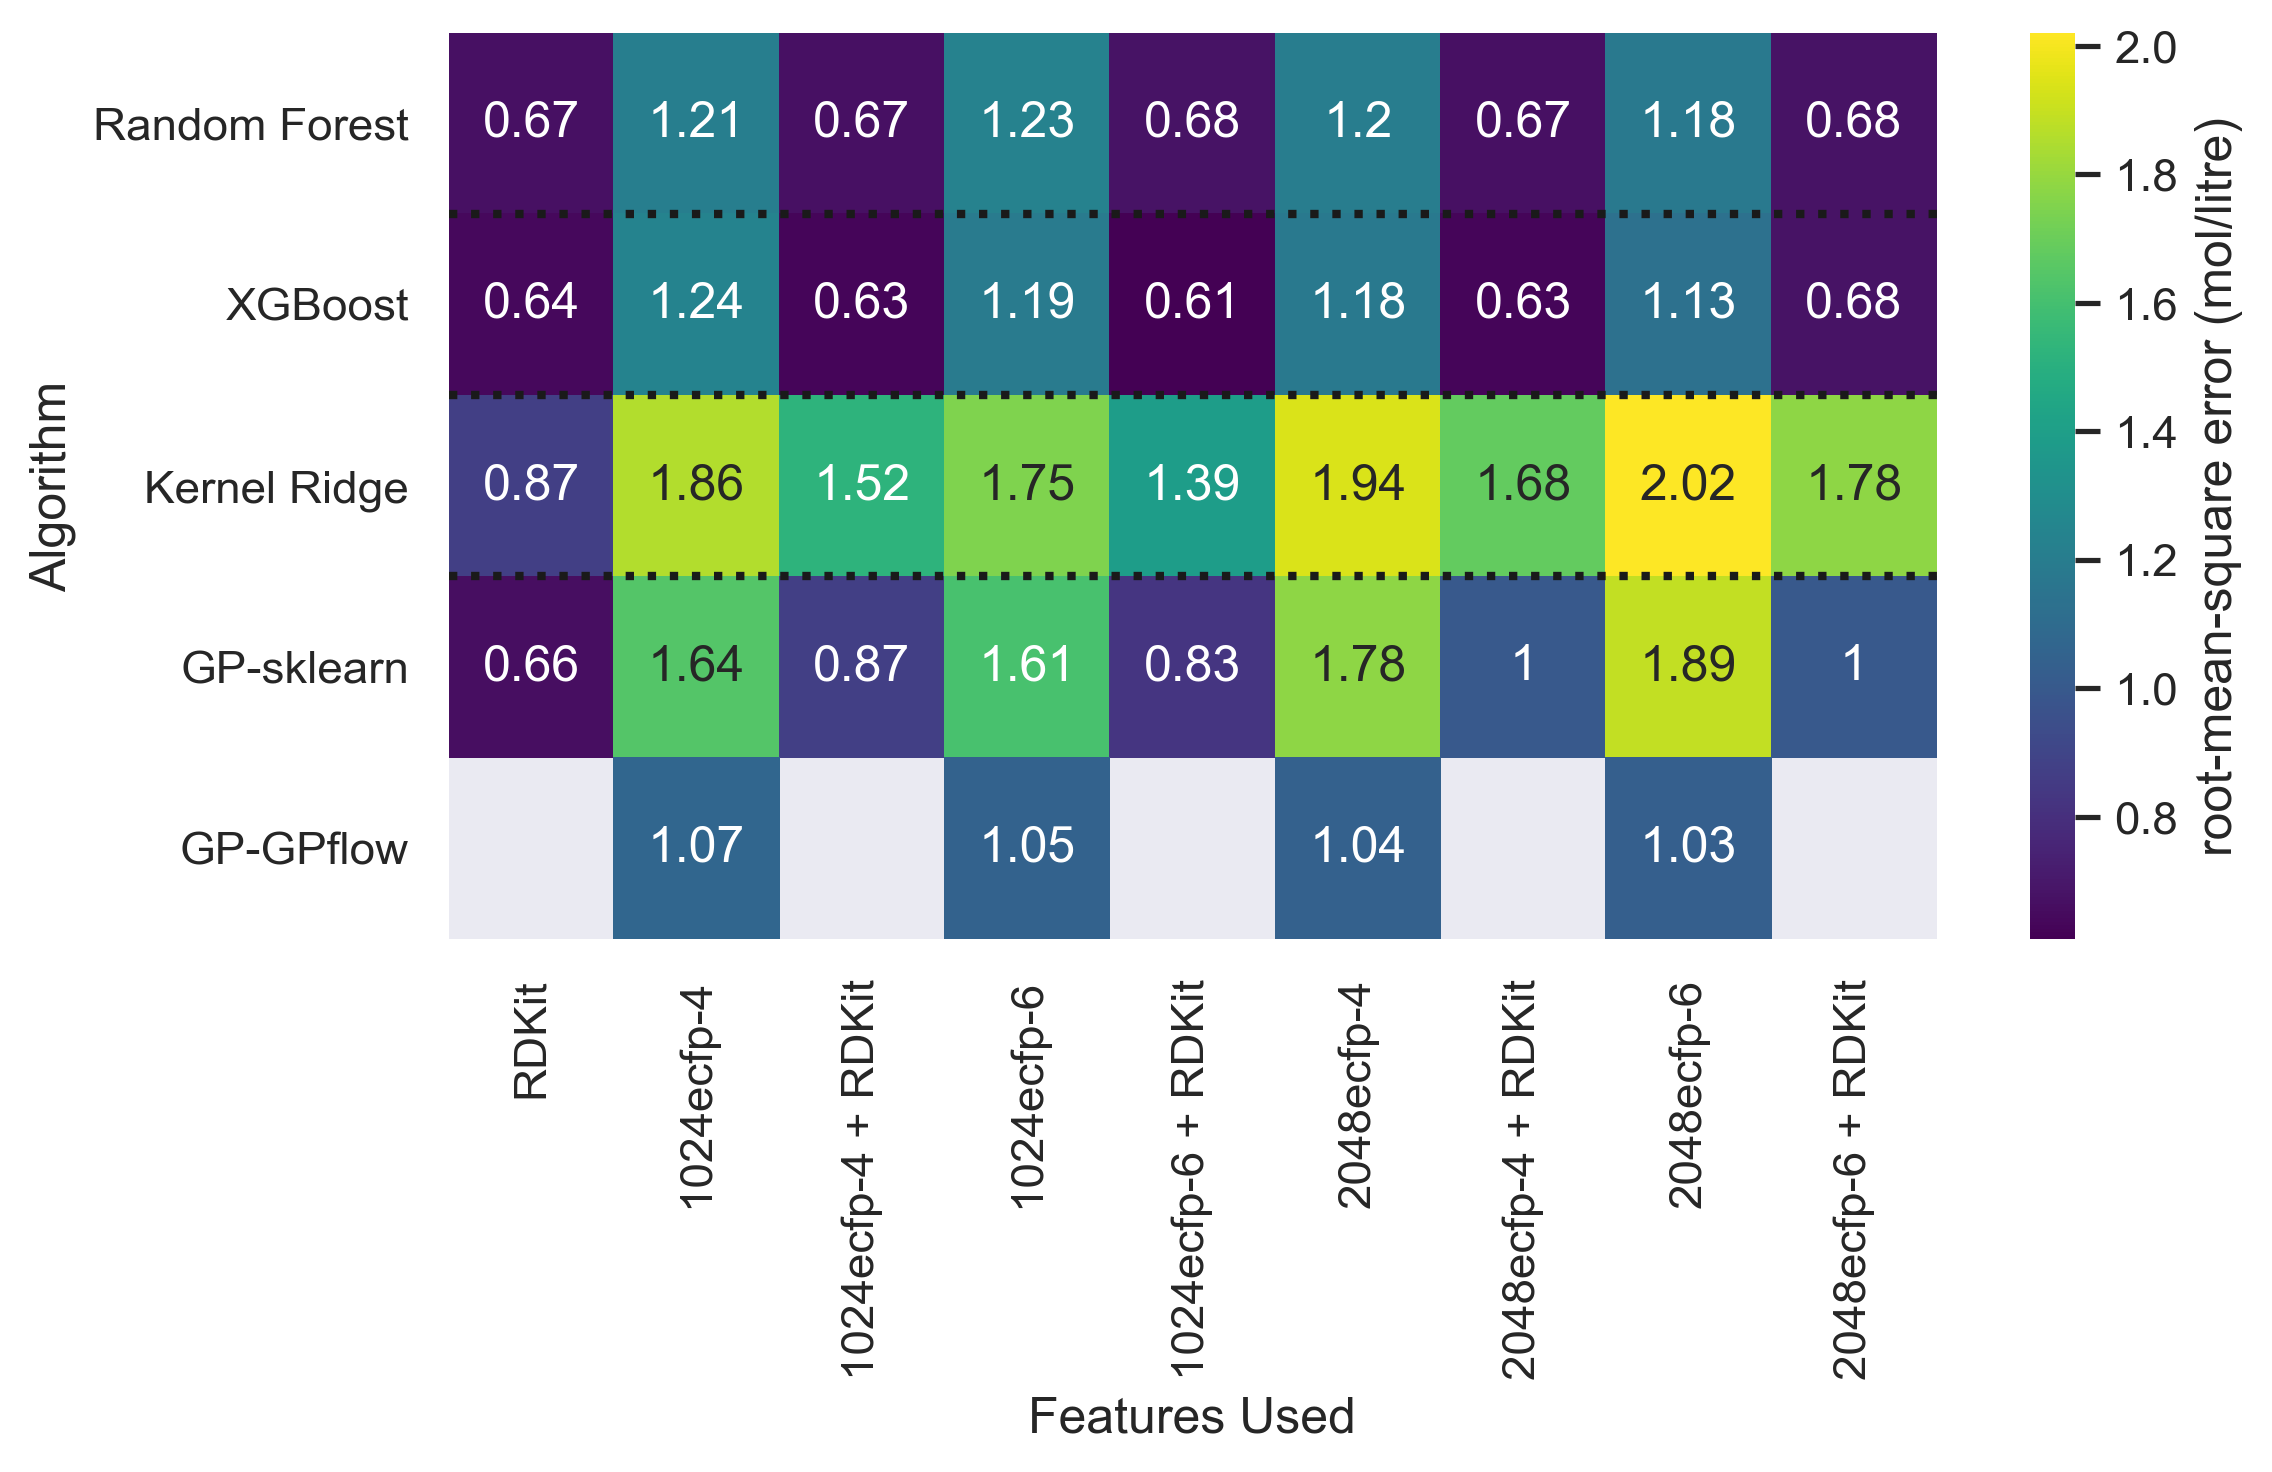 Algorithm
Random Forest
0.67 1.21 0.67 1.23 0.68 1.2 0.67 1.18 0.68
XGBoost
0.64 1.24 0.63 1.19 0.61 1.18 0.63 1.13 0.68
Kernel Ridge
0.87 1.86 1.52 1.75 1.39 1.94 1.68 2.02 1.78
GP-sklearn
0.66 1.64 0.87 1.61 0.83 1.78 1 1.89 1
GP-GPflow
1.07 1.05 1.04 1.03
RDKit
1024ecfp-4
1024ecfp-4 + RDKit
1024ecfp-6
1024ecfp-6 + RDKit
2048ecfp-4
2048ecfp-4 + RDKit
2048ecfp-6
2048ecfp-6 + RDKit
Features Used
2.0
1.8
1.6
1.4
1.2
1.0
0.8
root-mean-square error (mol/litre)